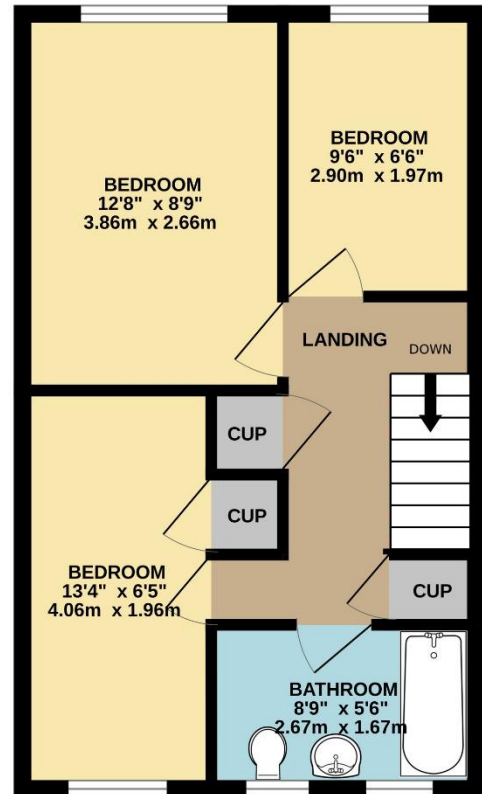 BEDROOM
12'8" x 8'9"
3.86m x 2.66m
BEDROOM
9'6" x 6'6"
2.90m x 1.97m
LANDING
DOWN
CUP
CUP
BEDROOM
13'4" x 6'5"
4.06m x 1.96m
CUP
BATHROOM
8'9" x 5'6"
2.67m x 1.67m